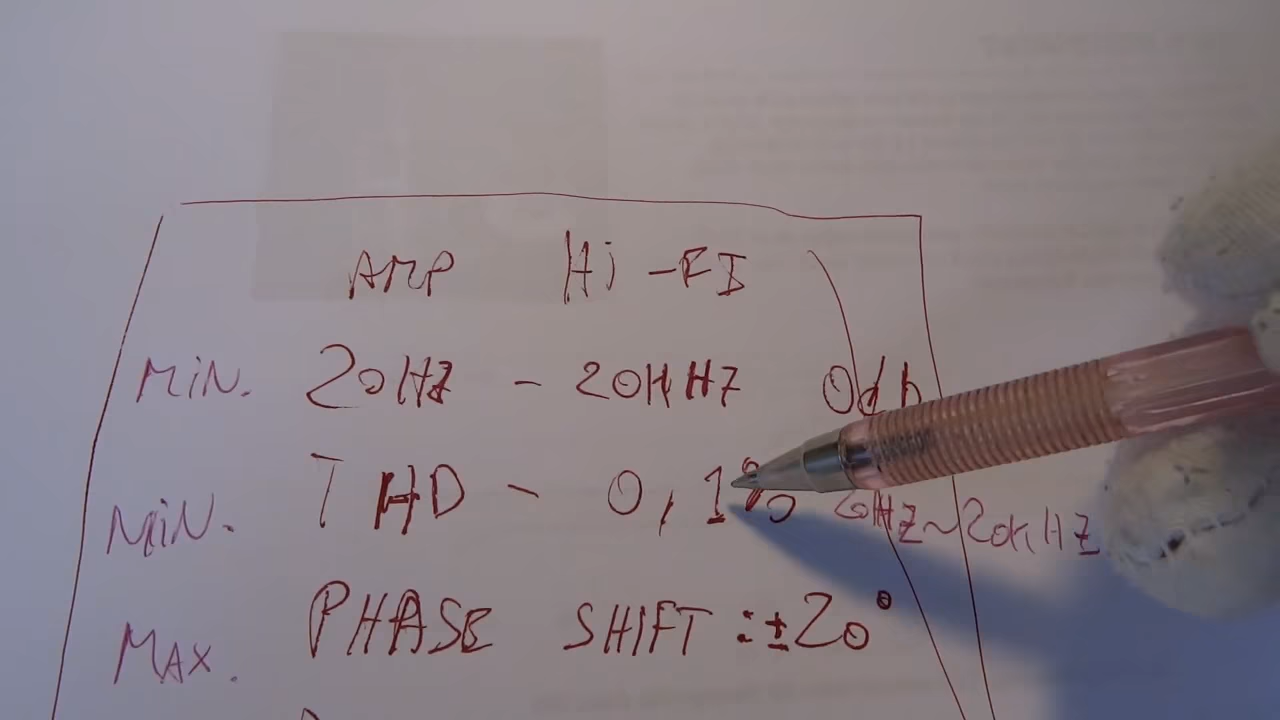 AMP Hi-FI
MiN. 20HZ - 20KHZ 0db
MiN. THD - 0,1% 20HZ~20KHZ
MAX. PHASE SHIFT :±20°